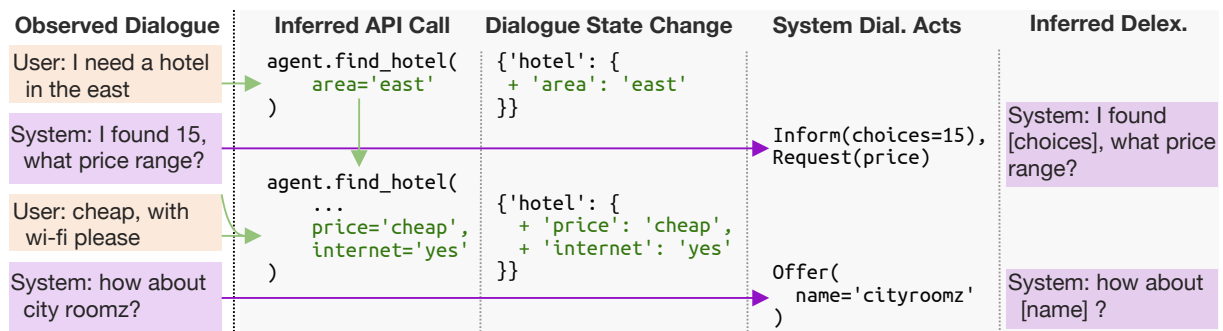 Observed Dialogue
Inferred API Call
Dialogue State Change
System Dial. Acts
Inferred Delex.
User: I need a hotel
in the east
agent.find_hotel(
area='east'
)
{'hotel': {
+ 'area': 'east'
}}
System: I found 15,
what price range?
Inform(choices=15),
Request(price)
System: I found
[choices], what price
range?
User: cheap, with
wi-fi please
agent.find_hotel(
...
price='cheap',
internet='yes'
)
{'hotel': {
+ 'price': 'cheap',
+ 'internet': 'yes'
}}
System: how about
city roomz?
Offer(
name='cityroomz'
)
System: how about
[name] ?